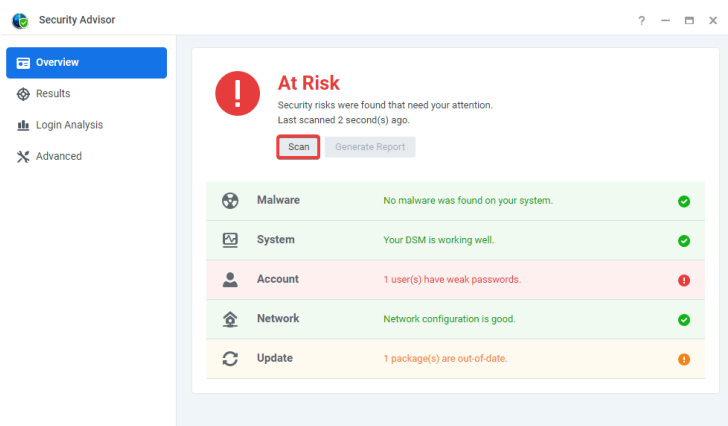 Security Advisor
?
Overview
Results
Login Analysis
Advanced
At Risk
Security risks were found that need your attention.
Last scanned 2 second(s) ago.
Scan Generate Report
Malware No malware was found on your system.
System Your DSM is working well.
Account 1 user(s) have weak passwords.
Network Network configuration is good.
Update 1 package(s) are out-of-date.